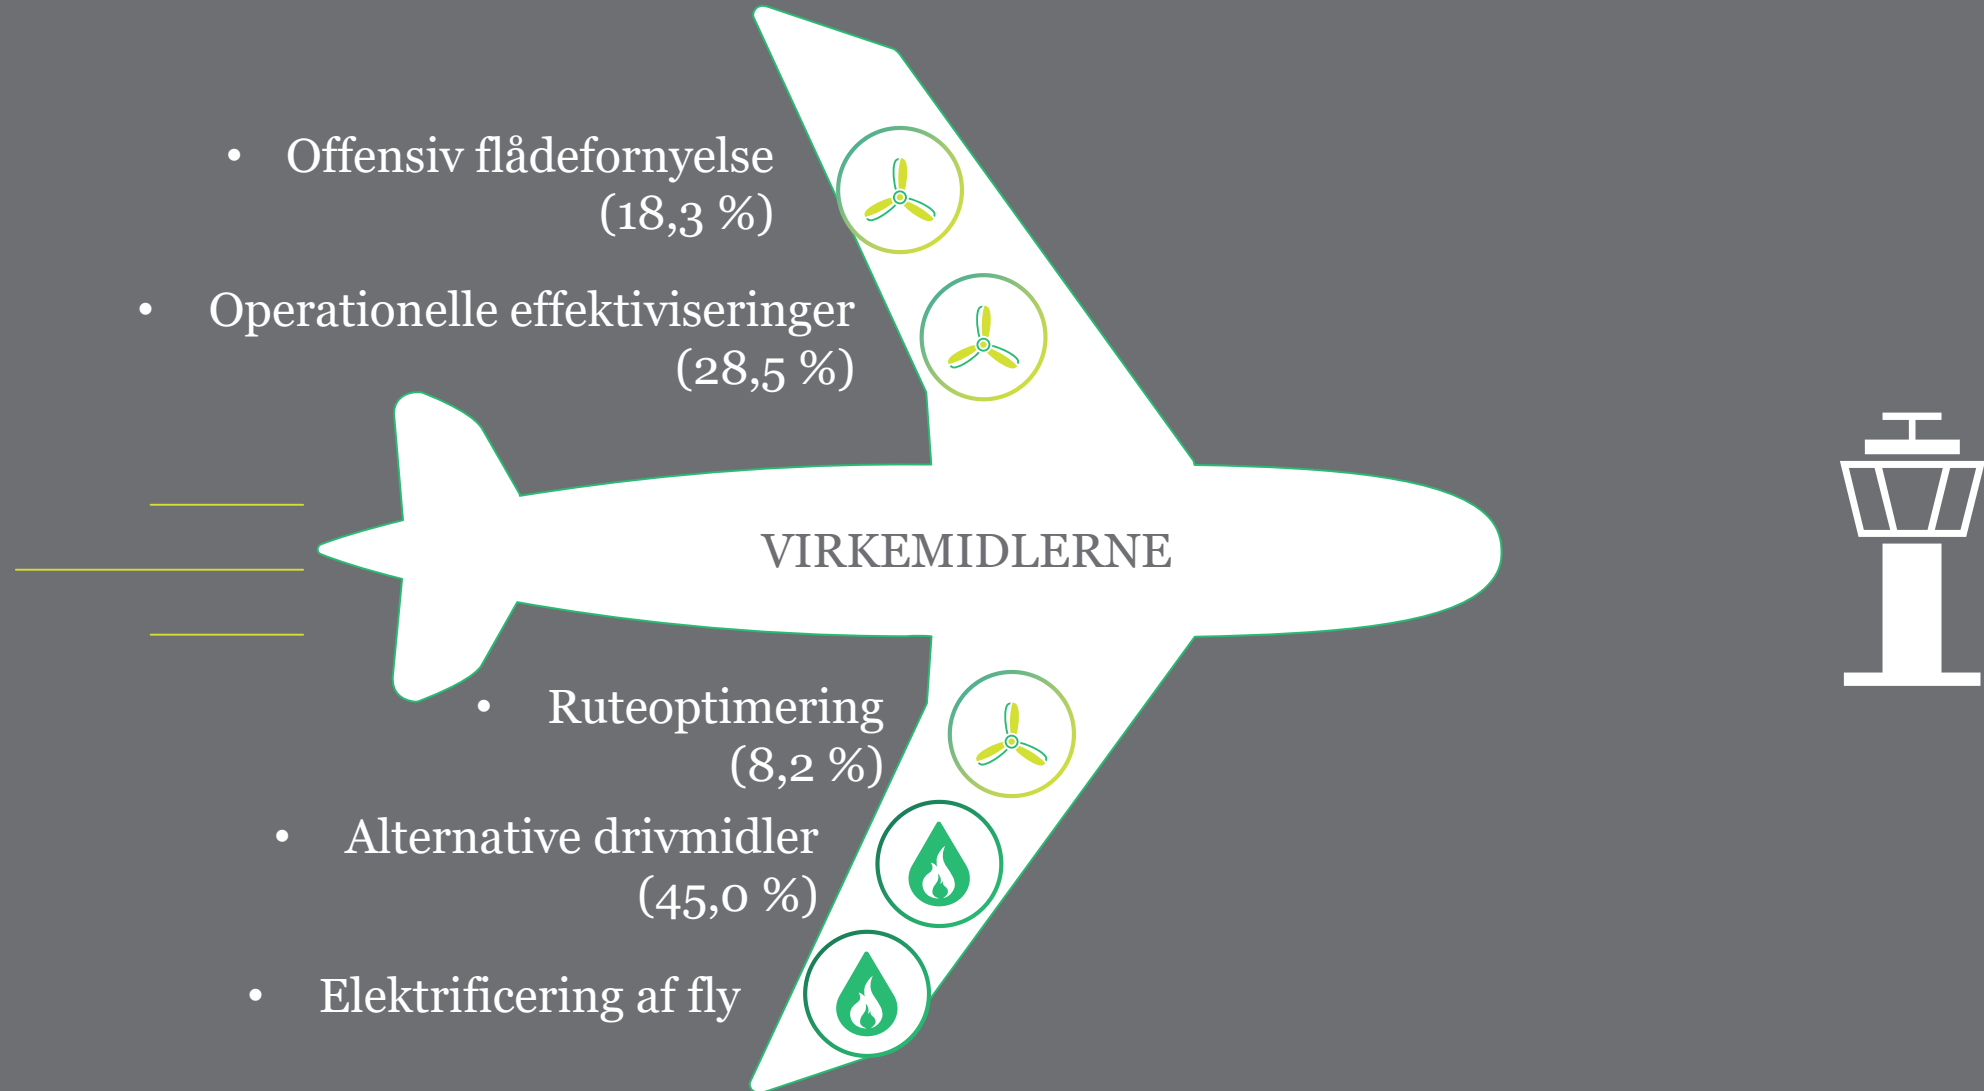 • Offensiv flådefornyelse
(18,3 %)
• Operationelle effektiviseringer
(28,5 %)
VIRKEMIDLERNE
• Ruteoptimering
(8,2 %)
• Alternative drivmidler
(45,0 %)
• Elektrificering af fly